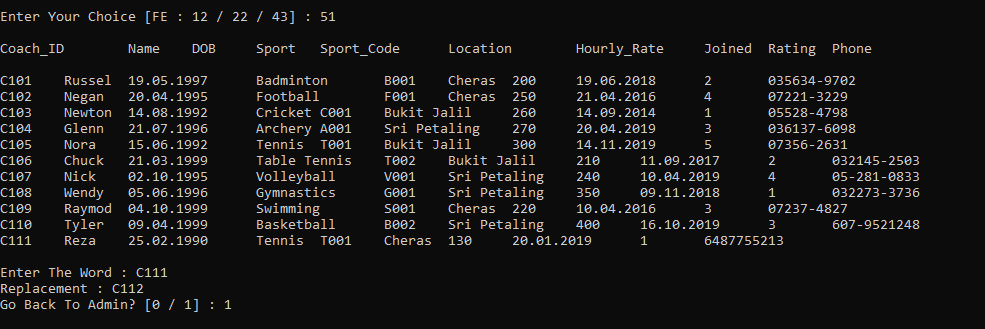 Enter Your Choice [FE : 12 / 22 / 43] : 51
Coach_ID Name DOB Sport Sport_Code Location Hourly_Rate Joined Rating Phone
C101 Russel 19.05.1997 Badminton B001 Cheras 200 19.06.2018 2 035634-9702
C102 Negan 20.04.1995 Football F001 Cheras 250 21.04.2016 4 07221-3229
C103 Newton 14.08.1992 Cricket C001 Bukit Jalil 260 14.09.2014 1 05528-4798
C104 Glenn 21.07.1996 Archery A001 Sri Petaling 270 20.04.2019 3 036137-6098
C105 Nora 15.06.1992 Tennis T001 Bukit Jalil 300 14.11.2019 5 07356-2631
C106 Chuck 21.03.1999 Table Tennis T002 Bukit Jalil 210 11.09.2017 2 032145-2503
C107 Nick 02.10.1995 Volleyball V001 Sri Petaling 240 10.04.2019 4 05-281-0833
C108 Wendy 05.06.1996 Gymnastics G001 Sri Petaling 350 09.11.2018 1 032273-3736
C109 Raymod 04.10.1999 Swimming S001 Cheras 220 10.04.2016 3 07237-4827
C110 Tyler 09.04.1999 Basketball B002 Sri Petaling 400 16.10.2019 3 607-9521248
C111 Reza 25.02.1990 Tennis T001 Cheras 130 20.01.2019 1 6487755213
Enter The Word : C111
Replacement : C112
Go Back To Admin? [0 / 1] : 1